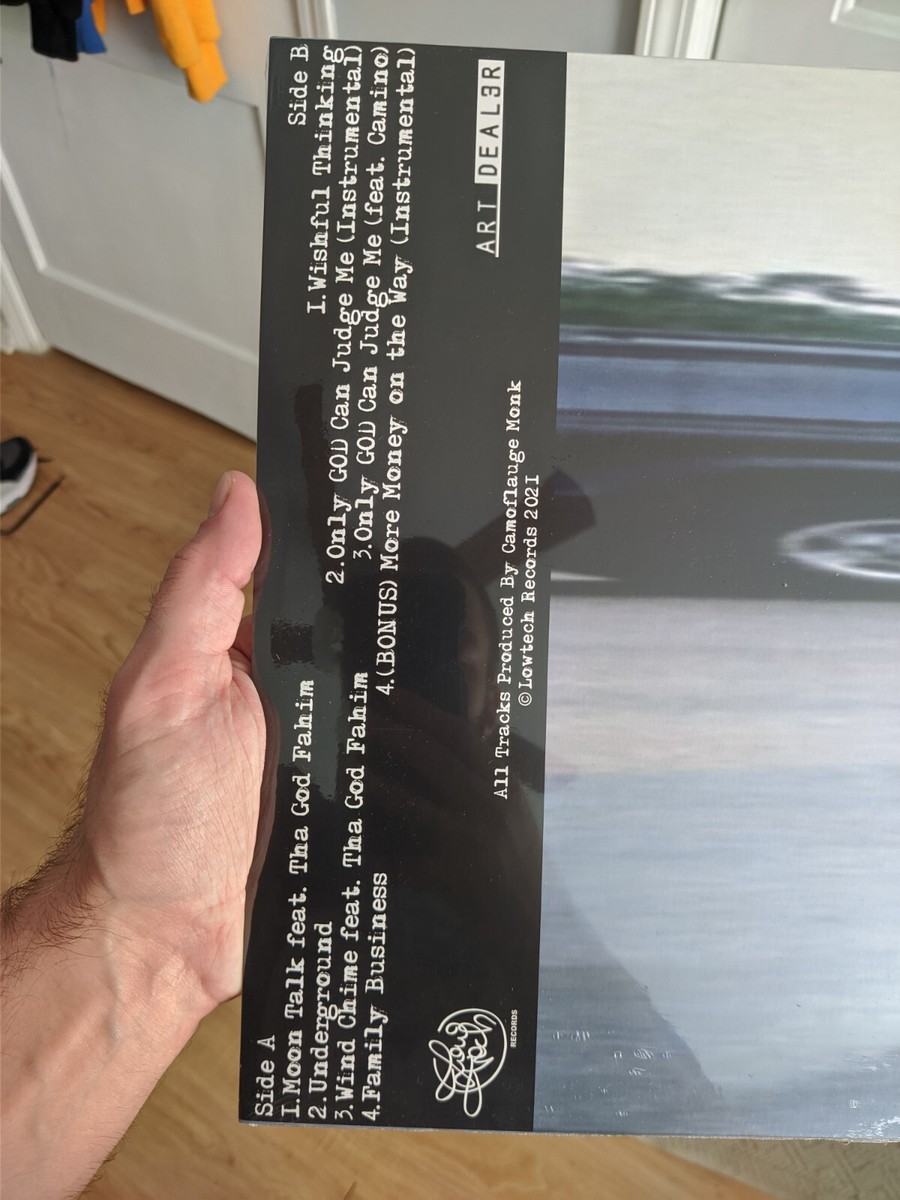 Side A
1.Moon Talk feat. Tha God Fahim
2.Underground
3.Wind Chime feat. Tha God Fahim
4.Family Business
Side B
1.Wishful Thinking
2.Only GOD Can Judge Me (Instrumental)
3.Only GOD Can Judge Me (feat. Camino)
4.(BONUS) More Money on the Way (Instrumental)
All Tracks Produced By Camoflauge Monk
©Lowtech Records 2021
Low Tech
RECORDS
ART DEAL3R